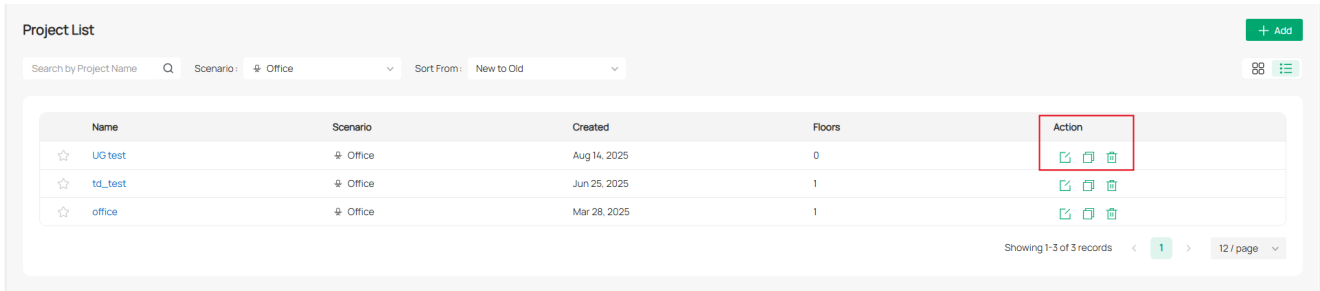 Project List
+ Add
Search by Project Name Scenario: Office Sort From: New to Old
Name Scenario Created Floors Action
UG test Office Aug 14, 2025 0
td_test Office Jun 25, 2025 1
office Office Mar 28, 2025 1
Showing 1-3 of 3 records < 1 > 12 / page